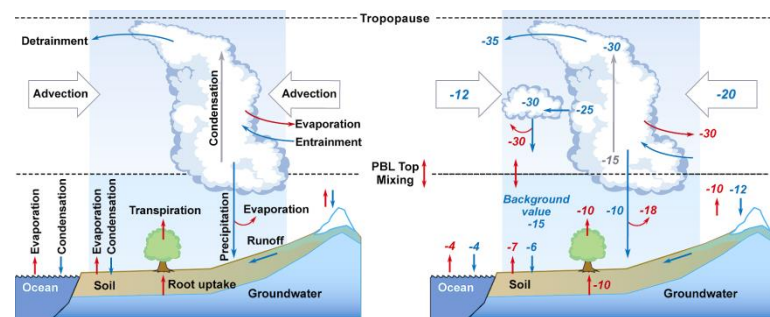 Tropopause
Detrainment
Advection
Condensation
Advection
Evaporation
Entrainment
Evaporation
Condensation
Evaporation
Condensation
Transpiration
Precipitation
Evaporation
Runoff
Ocean
Soil
Root uptake
Groundwater
PBL Top
Mixing
-35
-30
-12
-30
-25
-20
-30
-30
-15
Background
value
-15
-10
-10
-18
-10
-12
-4
-4
-7
-6
Ocean
Soil
-10
Groundwater